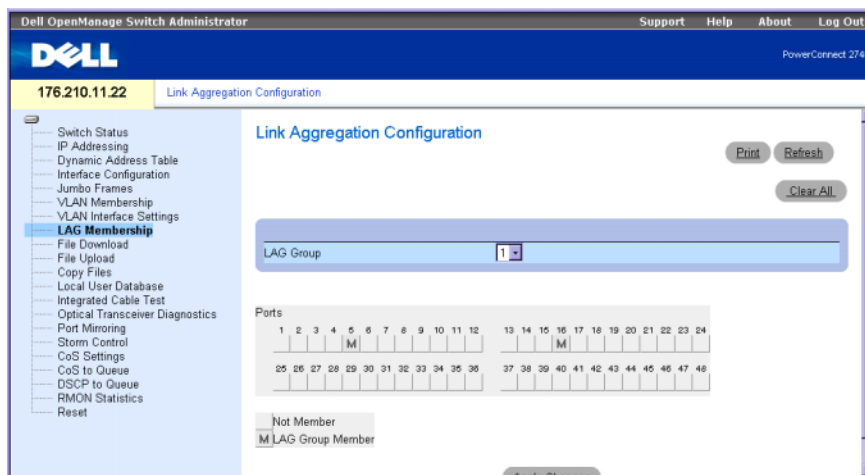 Dell OpenManage Switch Administrator
Support Help About Log Out
DELL
PowerConnect 274
176.210.11.22
Link Aggregation Configuration
Switch Status
IP Addressing
Dynamic Address Table
Interface Configuration
Jumbo Frames
VLAN Membership
VLAN Interface Settings
LAG Membership
File Download
File Upload
Copy Files
Local User Database
Integrated Cable Test
Optical Transceiver Diagnostics
Port Mirroring
Storm Control
CoS Settings
CoS to Queue
DSCP to Queue
RMON Statistics
Reset
Link Aggregation Configuration
Print Refresh
Clear All
LAG Group 1
Ports
1 2 3 4 5 6 7 8 9 10 11 12 13 14 15 16 17 18 19 20 21 22 23 24
M M
25 26 27 28 29 30 31 32 33 34 35 36 37 38 39 40 41 42 43 44 45 46 47 48
Not Member
M LAG Group Member